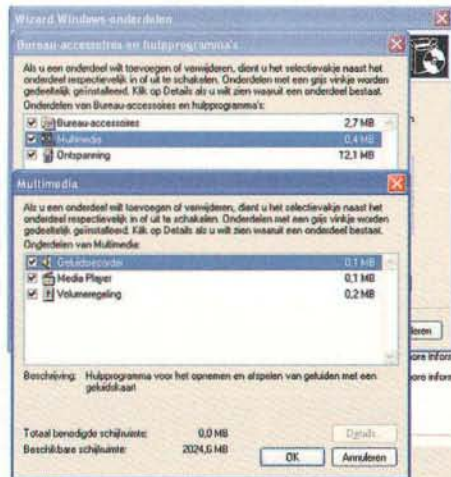 Wizard Windows-onderdelen
Bureau-accessoires en hulpprogramma's
Als u een onderdeel wilt toevoegen of verwijderen, dient u het selectievakje naast het
onderdeel respectievelijk in of uit te schakelen. Onderdelen met een grijs vinkje worden
gedeeltelijk geïnstalleerd. Klik op Details als u wilt zien waaruit een onderdeel bestaat.
Onderdelen van Bureau-accessoires en hulpprogramma's:
Bureau-accessoires 2,7 MB
Multimedia 0,4 MB
Ontspanning 12,1 MB
Multimedia
Als u een onderdeel wilt toevoegen of verwijderen, dient u het selectievakje naast het
onderdeel respectievelijk in of uit te schakelen. Onderdelen met een grijs vinkje worden
gedeeltelijk geïnstalleerd. Klik op Details als u wilt zien waaruit een onderdeel bestaat.
Onderdelen van Multimedia:
Geluidsrecorder 0,1 MB
Media Player 0,1 MB
Volumeregeling 0,2 MB
Beschrijving: Hulpprogramma voor het opnemen en afspelen van geluiden met een
geluidskaart
Totaal benodigde schijfruimte: 0,0 MB
Beschikbare schijfruimte: 2024,6 MB
Details
OK
Annuleren